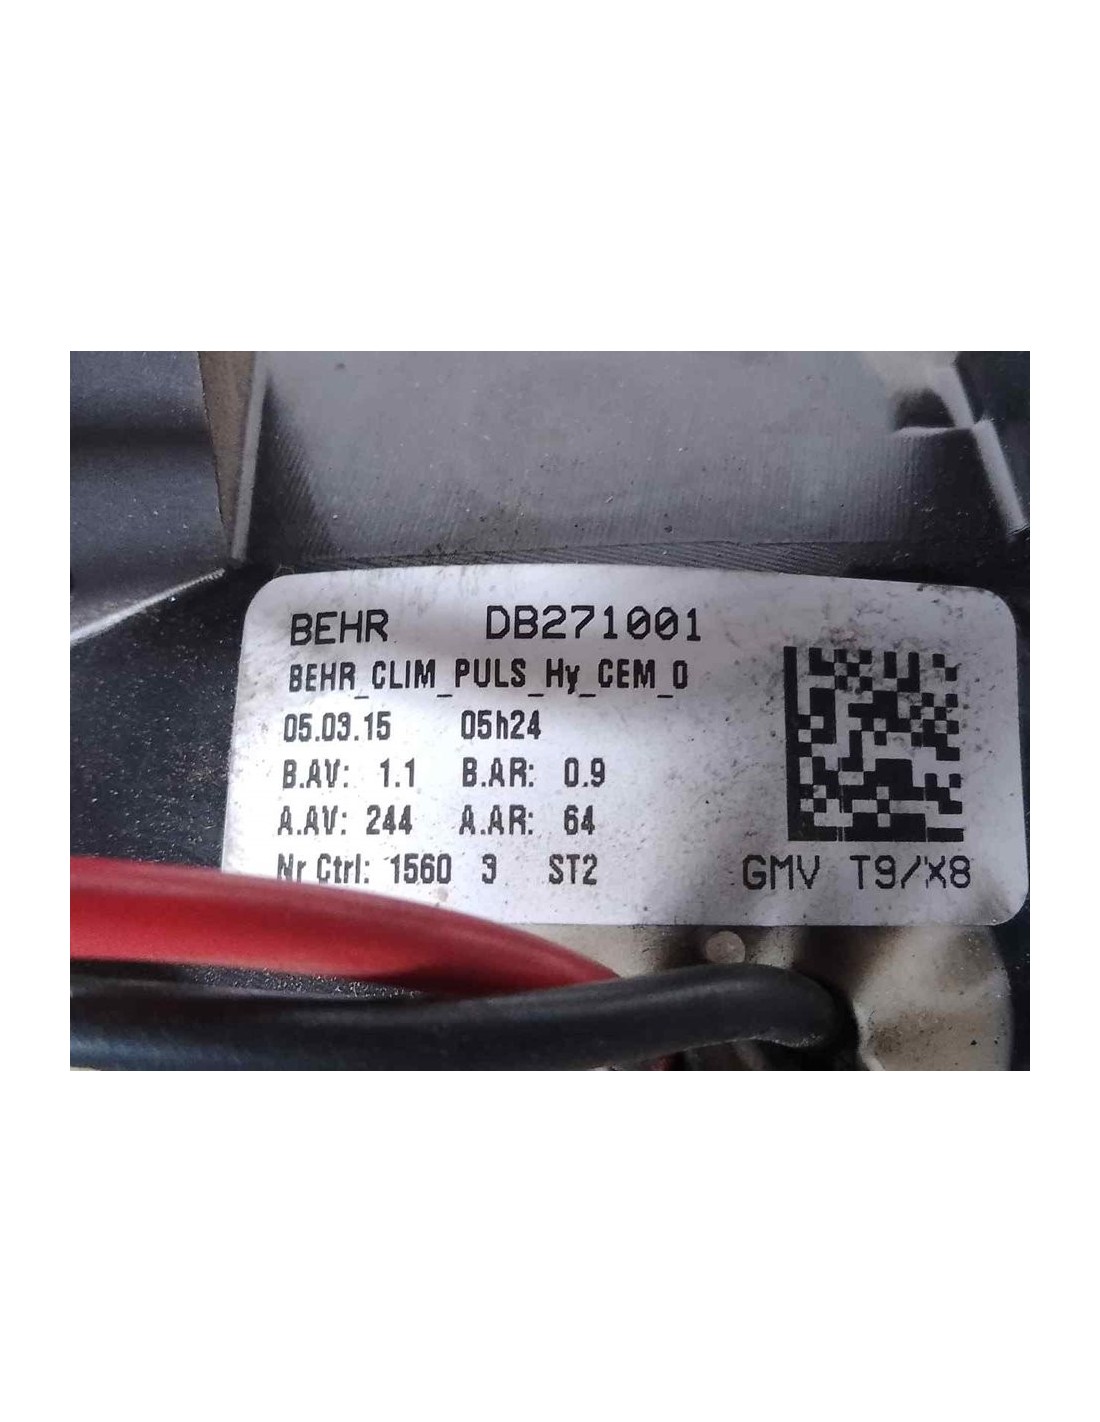 BEHR DB271001
BEHR_CLIM_PULS_Hy_CEM_0
05.03.15 05h24
B.AV: 1.1 B.AR: 0.9
A.AV: 244 A.AR: 64
Nr Ctrl: 1560 3 ST2
GMV T9/X8